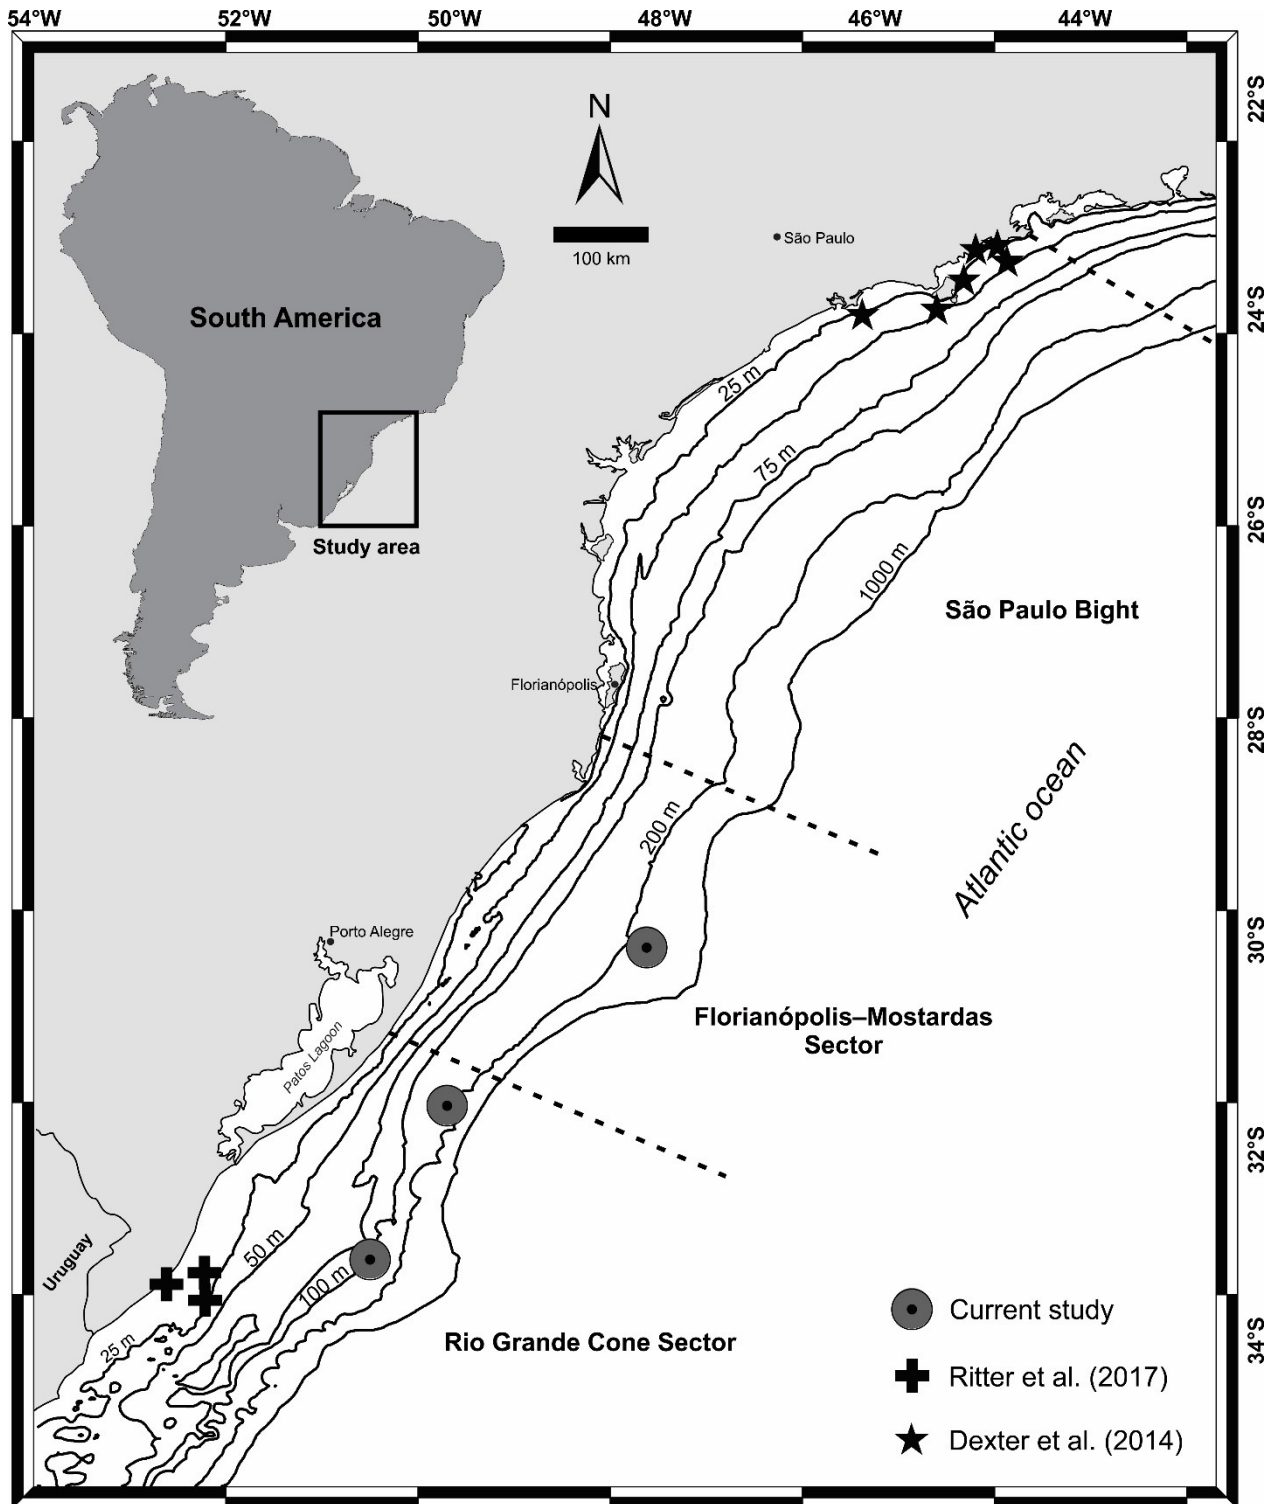 54°W
52°W
50°W
48°W
46°W
44°W
22°S
N
100 km
São Paulo
South America
24°S
25 m
75 m
Study area
26°S
1000 m
São Paulo Bight
Florianópolis
28°S
200 m
Atlantic ocean
Porto Alegre
30°S
Florianópolis–Mostardas
Sector
Patos Lagoon
32°S
Uruguay
50 m
100 m
25 m
Rio Grande Cone Sector
34°S
Current study
Ritter et al. (2017)
Dexter et al. (2014)